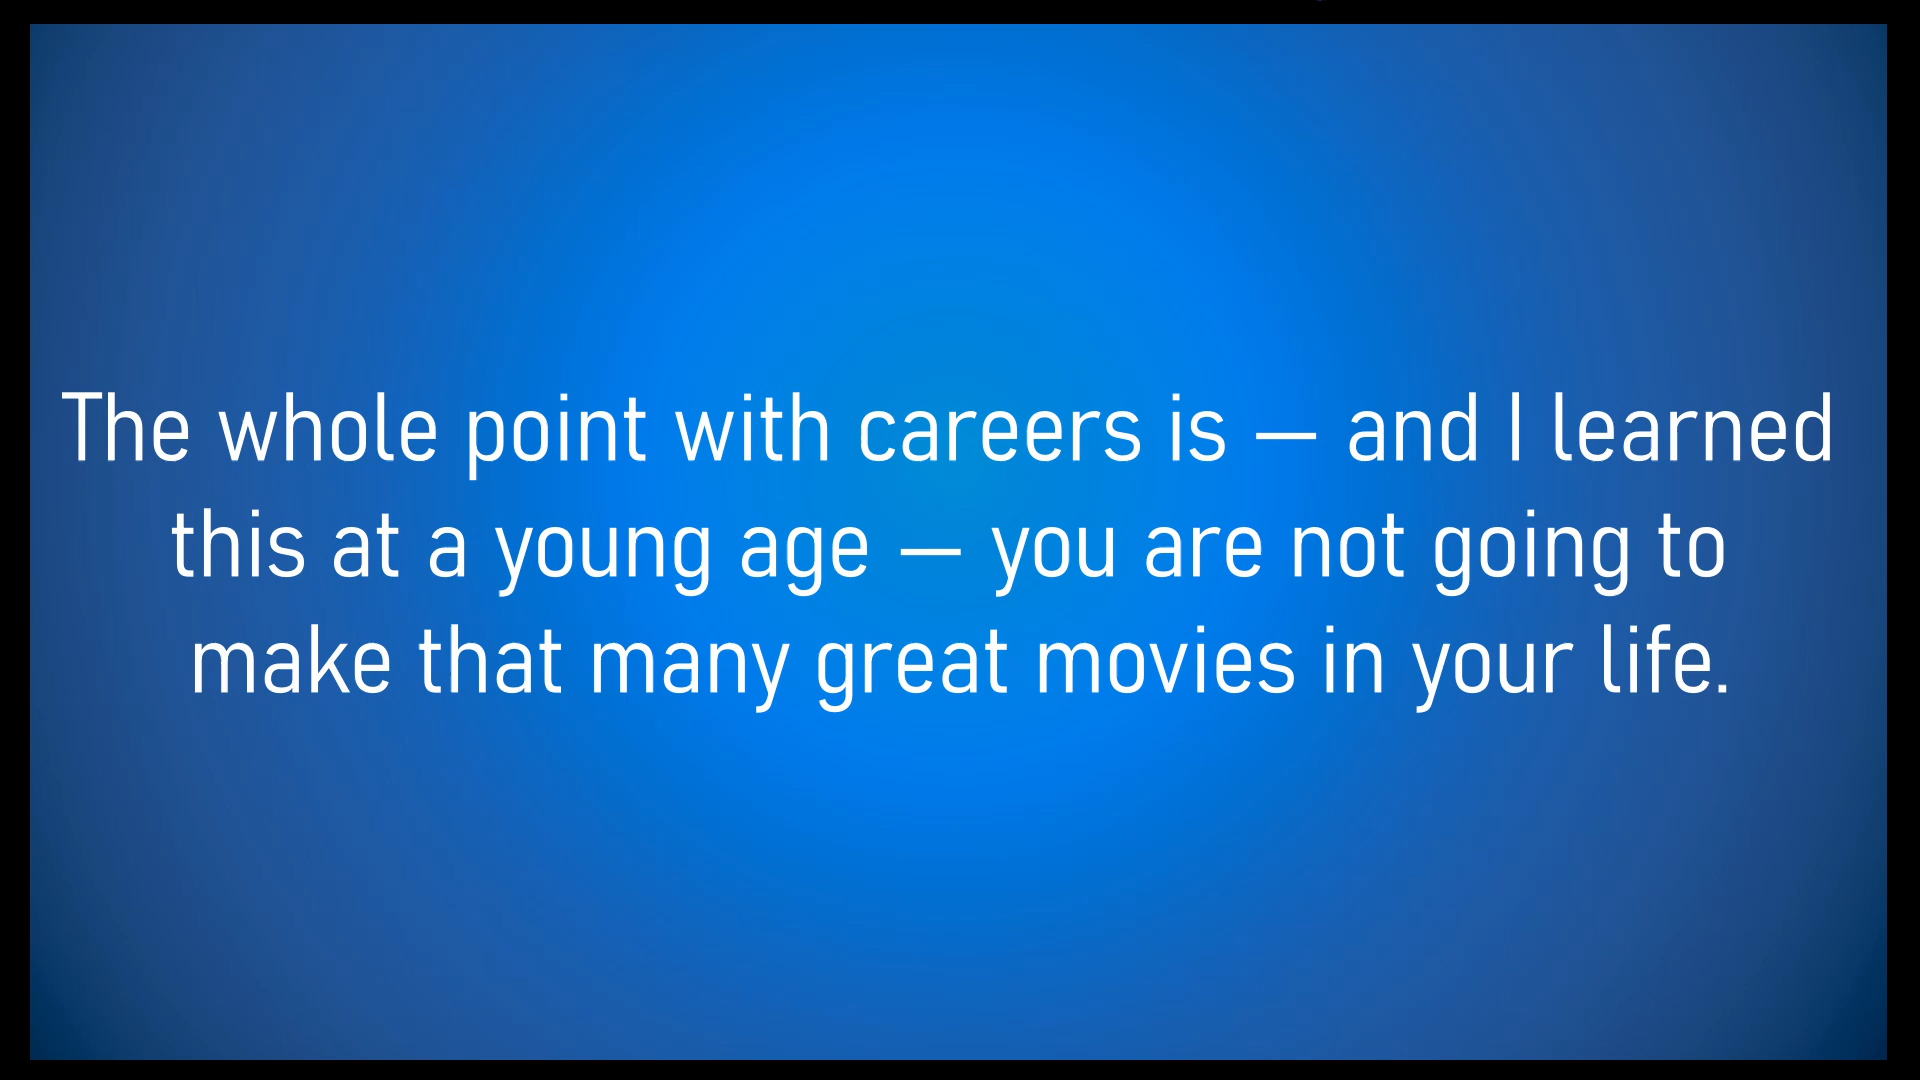 The whole point with careers is — and I learned
this at a young age — you are not going to
make that many great movies in your life.